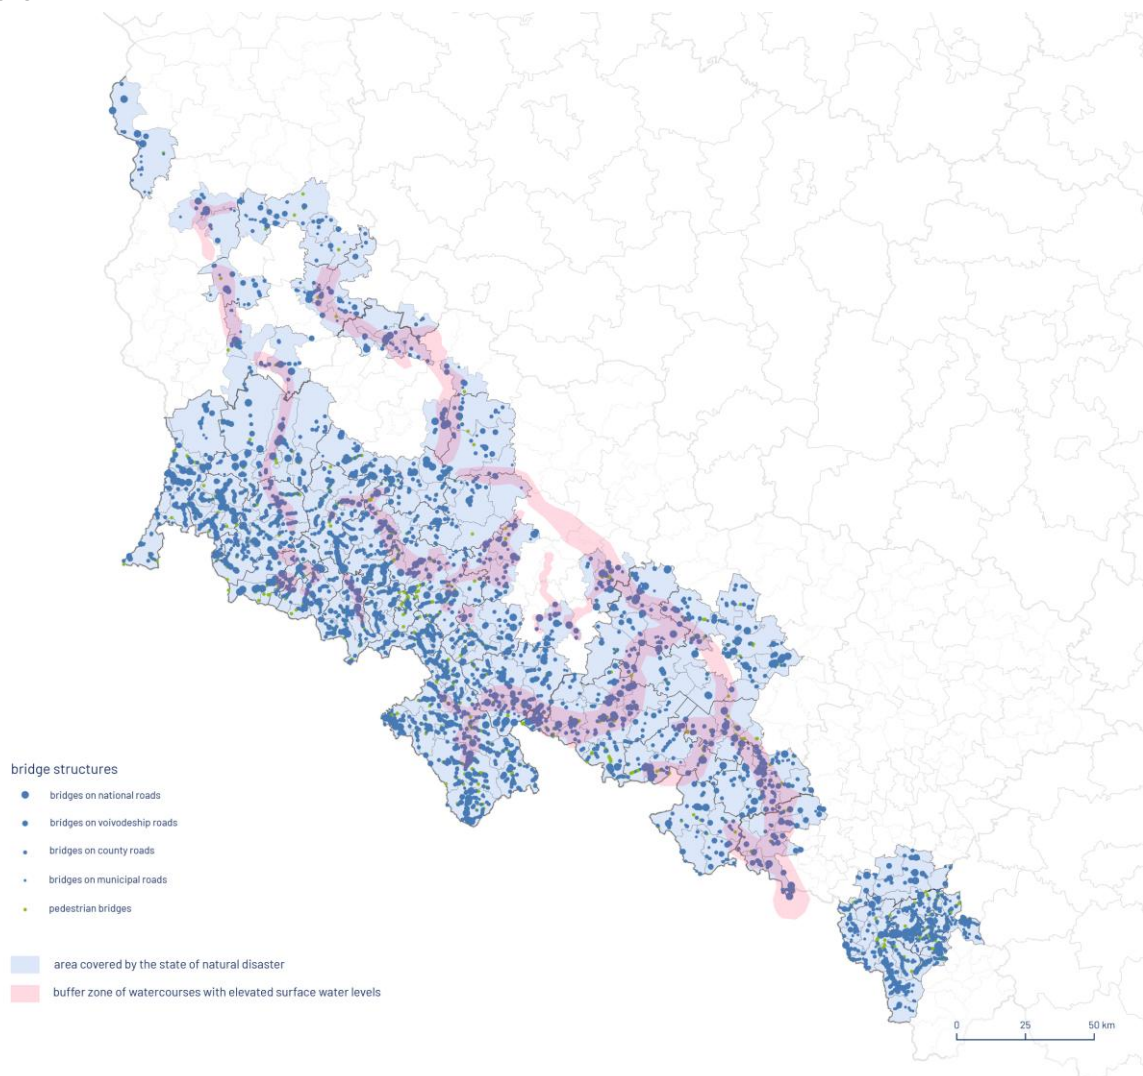 bridge structures
bridges on national roads
bridges on voivodeship roads
bridges on county roads
bridges on municipal roads
pedestrian bridges
area covered by the state of natural disaster
buffer zone of watercourses with elevated surface water levels
0 25 50 km